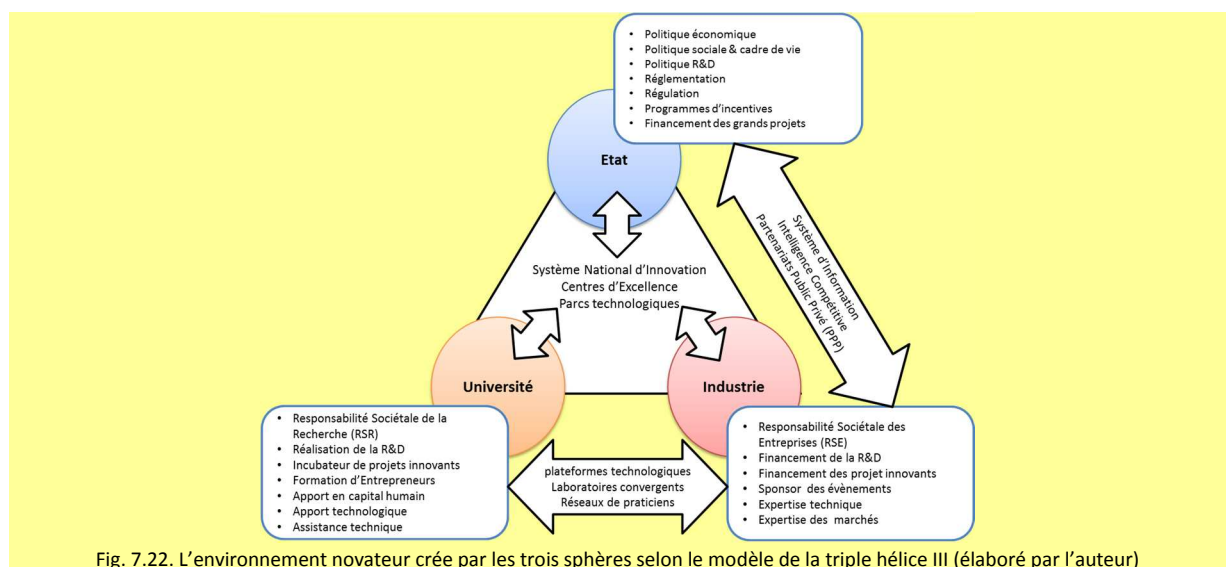 • Politique économique
• Politique sociale & cadre de vie
• Politique R&D
• Réglementation
• Régulation
• Programmes d'incentives
• Financement des grands projets
Etat
Système National d'Innovation
Centres d'Excellence
Parcs technologiques
Système d'Information
Intelligence Compétitive
Partenariats Public Privé (PPP)
Université
Industrie
• Responsabilité Sociétale de la
Recherche (RSR)
• Réalisation de la R&D
• Incubateur de projets innovants
• Formation d'Entrepreneurs
• Apport en capital humain
• Apport technologique
• Assistance technique
plateformes technologiques
Laboratoires convergents
Réseaux de praticiens
• Responsabilité Sociétale des
Entreprises (RSE)
• Financement de la R&D
• Financement des projet innovants
• Sponsor des évènements
• Expertise technique
• Expertise des marchés
Fig. 7.22. L'environnement novateur crée par les trois sphères selon le modèle de la triple hélice III (élaboré par l'auteur)